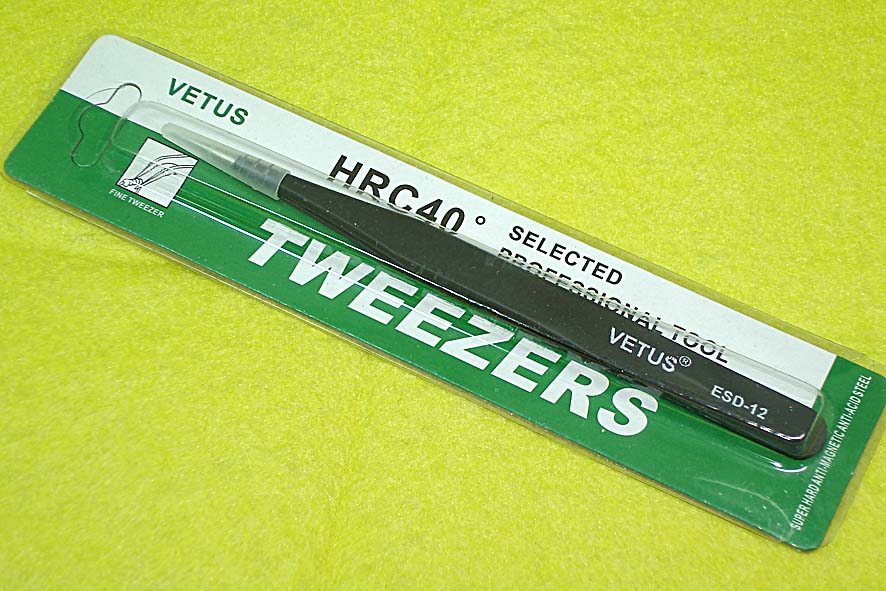 VETUS
HRC40°
SELECTED
PROFESSIONAL TOOL
FINE TWEEZER
TWEEZERS
VETUS®
ESD-12
SUPER HARD ANTI-MAGNETIC ANTI-ACID STEEL